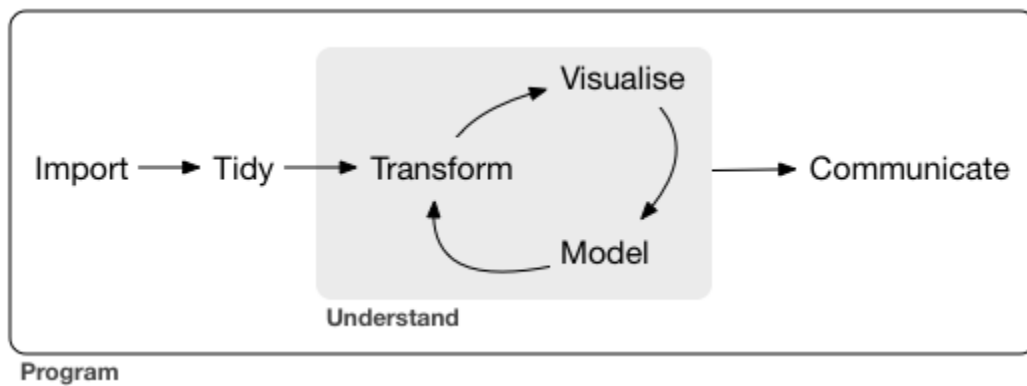 Visualise
Import Tidy Transform Communicate
Model
Understand
Program